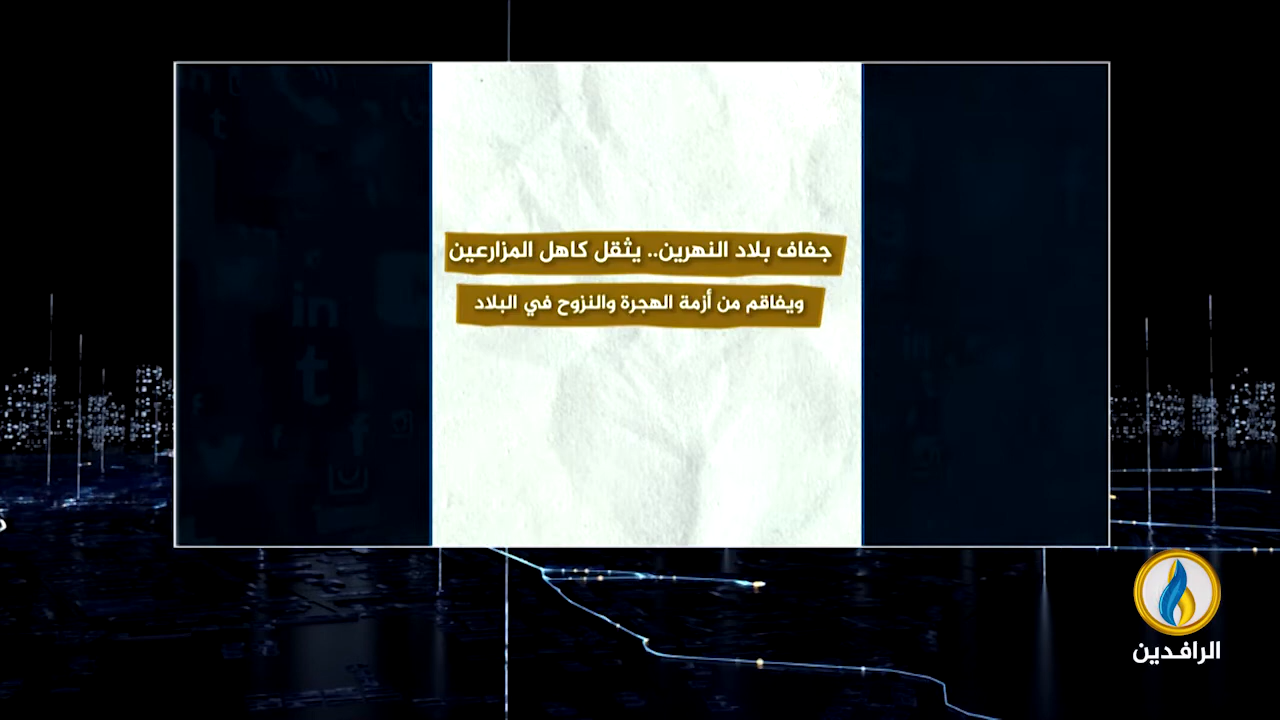 جفاف بلاد النهرين.. يثقل كاهل المزارعين
ويفاقم من أزمة الهجرة والنزوح في البلاد
الرافدين